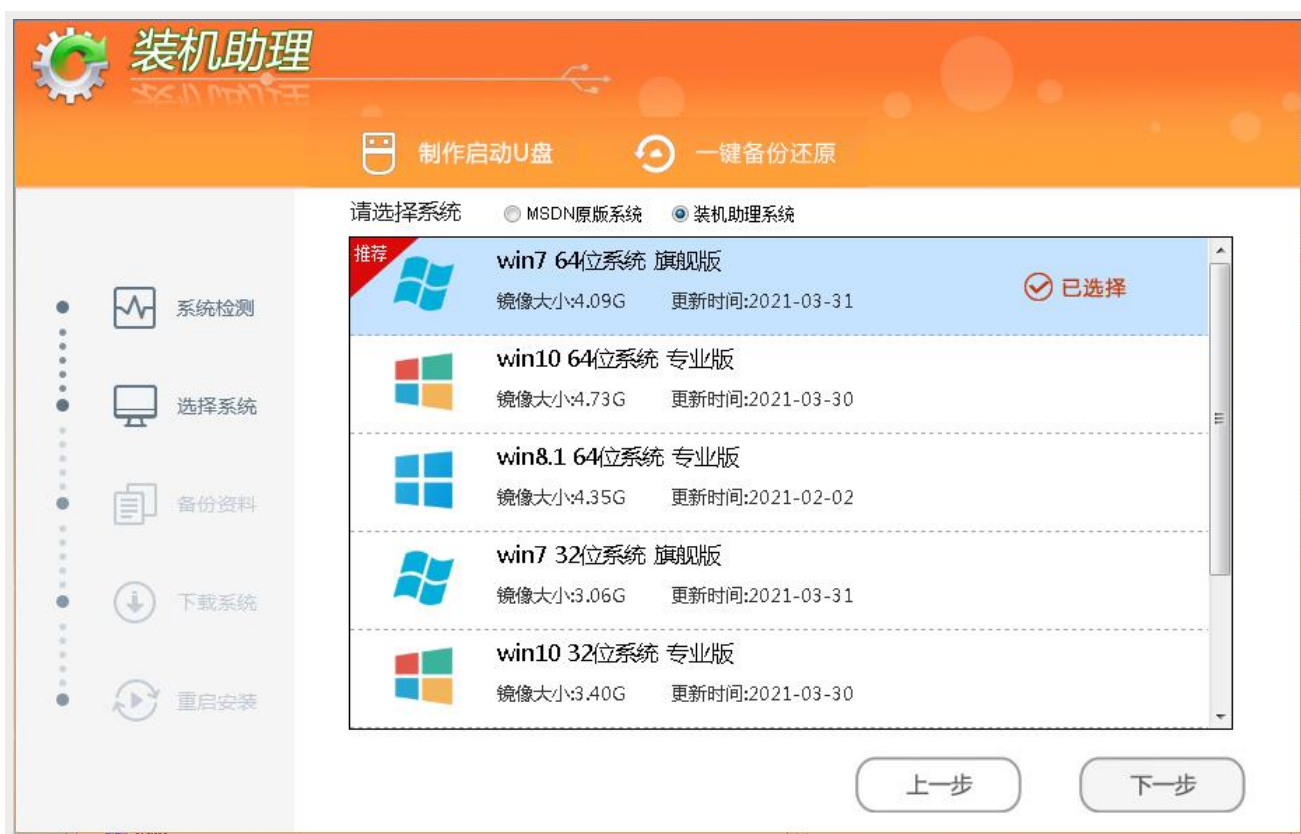 装机助理
制作启动U盘 一键备份还原
请选择系统 MSDN原版系统 装机助理系统
系统检测
选择系统
备份资料
下载系统
重启安装
推荐
win7 64位系统 旗舰版
镜像大小:4.09G 更新时间:2021-03-31
已选择
win10 64位系统 专业版
镜像大小:4.73G 更新时间:2021-03-30
win8.1 64位系统 专业版
镜像大小:4.35G 更新时间:2021-02-02
win7 32位系统 旗舰版
镜像大小:3.06G 更新时间:2021-03-31
win10 32位系统 专业版
镜像大小:3.40G 更新时间:2021-03-30
上一步 下一步